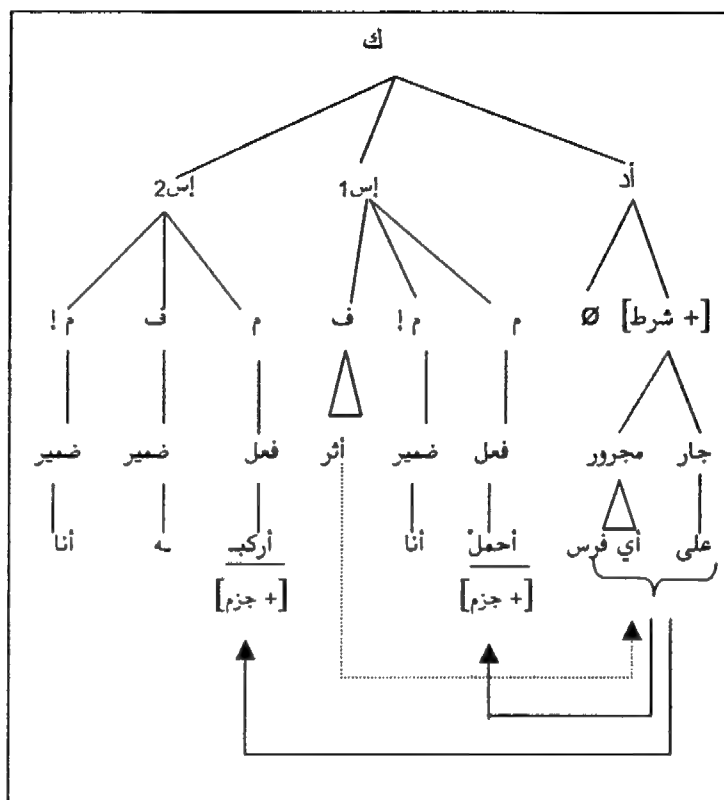 ك
أد إس1 إس2
[+ شرط] Ø م م ! ف م ف م !
جار مجرور فعل ضمير أثر فعل ضمير ضمير
على أي فرس أحملْ أنا أركبـ ـه أنا
[+ جزم] [+ جزم]